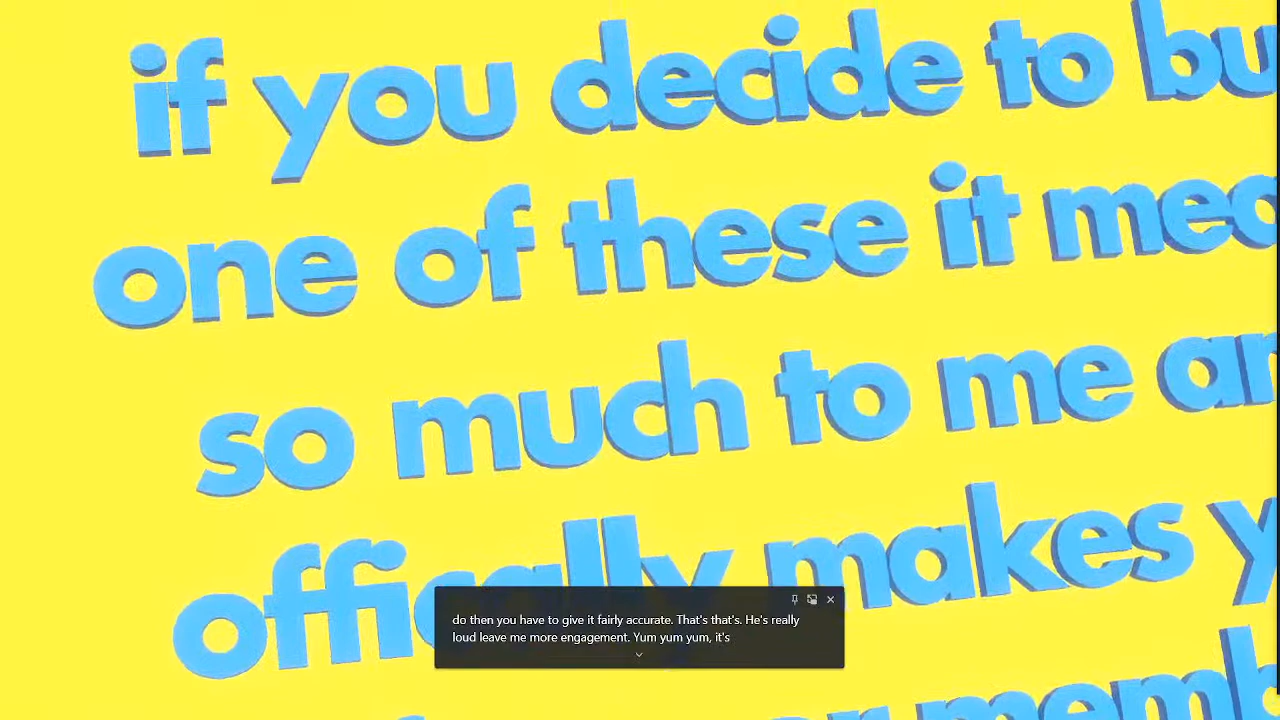 if you decide to bu
one of these it mea
so much to me an
offically makes y
memb
do then you have to give it fairly accurate. That's that's. He's really
loud leave me more engagement. Yum yum yum, it's